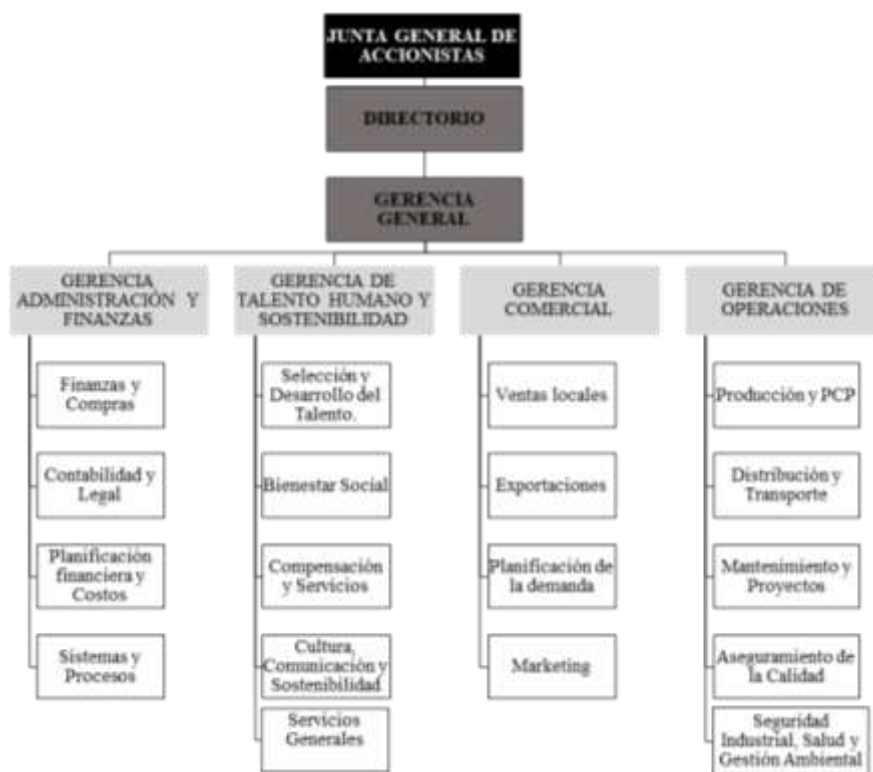 JUNTA GENERAL DE
ACCIONISTAS
DIRECTORIO
GERENCIA
GENERAL
GERENCIA
ADMINISTRACIÓN Y
FINANZAS
GERENCIA DE
TALENTO HUMANO Y
SOSTENIBILIDAD
GERENCIA
COMERCIAL
GERENCIA DE
OPERACIONES
Finanzas y
Compras
Contabilidad y
Legal
Planificación
financiera y
Costos
Sistemas y
Procesos
Selección y
Desarrollo del
Talento.
Bienestar Social
Compensación
y Servicios
Cultura,
Comunicación y
Sostenibilidad
Servicios
Generales
Ventas locales
Exportaciones
Planificación de
la demanda
Marketing
Producción y PCP
Distribución y
Transporte
Mantenimiento y
Proyectos
Aseguramiento de
la Calidad
Seguridad
Industrial, Salud y
Gestión Ambiental